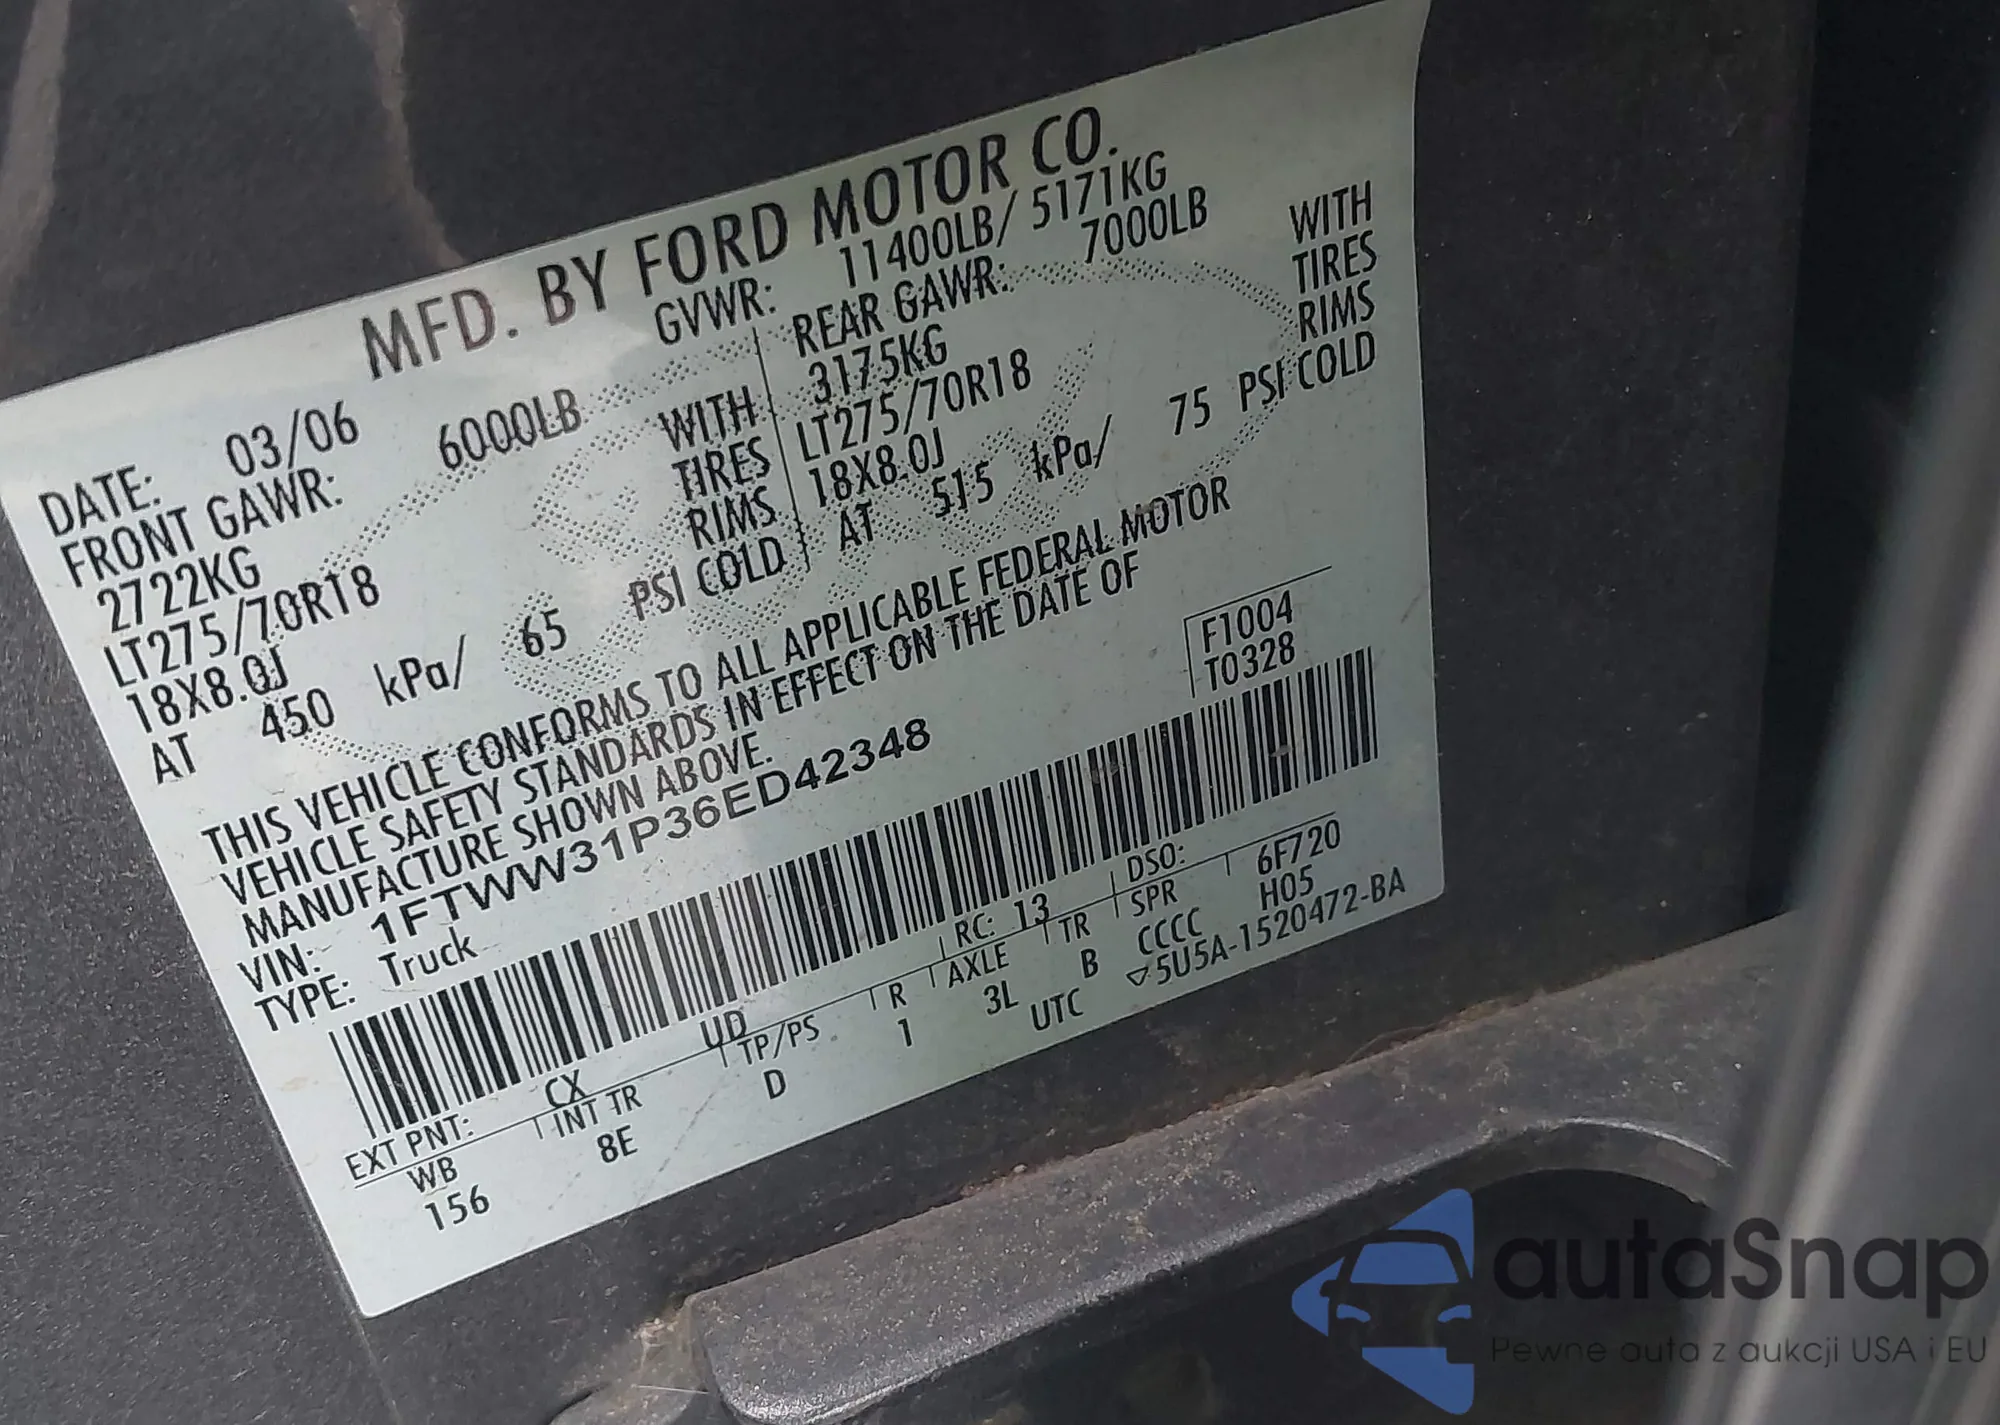 MFD. BY FORD MOTOR CO.
DATE: 03/06 GVWR: 11400LB/ 5171KG
FRONT GAWR: 6000LB REAR GAWR: 7000LB
2722KG WITH 3175KG WITH
LT275/70R18 TIRES LT275/70R18 TIRES
18X8.0J RIMS 18X8.0J RIMS
AT 450 kPa/ 65 PSI COLD AT 515 kPa/ 75 PSI COLD
THIS VEHICLE CONFORMS TO ALL APPLICABLE FEDERAL MOTOR
VEHICLE SAFETY STANDARDS IN EFFECT ON THE DATE OF
MANUFACTURE SHOWN ABOVE.
VIN: 1FTWW31P36ED42348
TYPE: Truck
F1004
T0328
EXT PNT: CX UD RC: 13 DSO: 6F720
WB INT TR TP/PS R AXLE TR SPR H05
156 8E D 1 3L B CCCC
UTC ▽5U5A-1520472-BA
autaSnap
Pewne auta z aukcji USA i EU